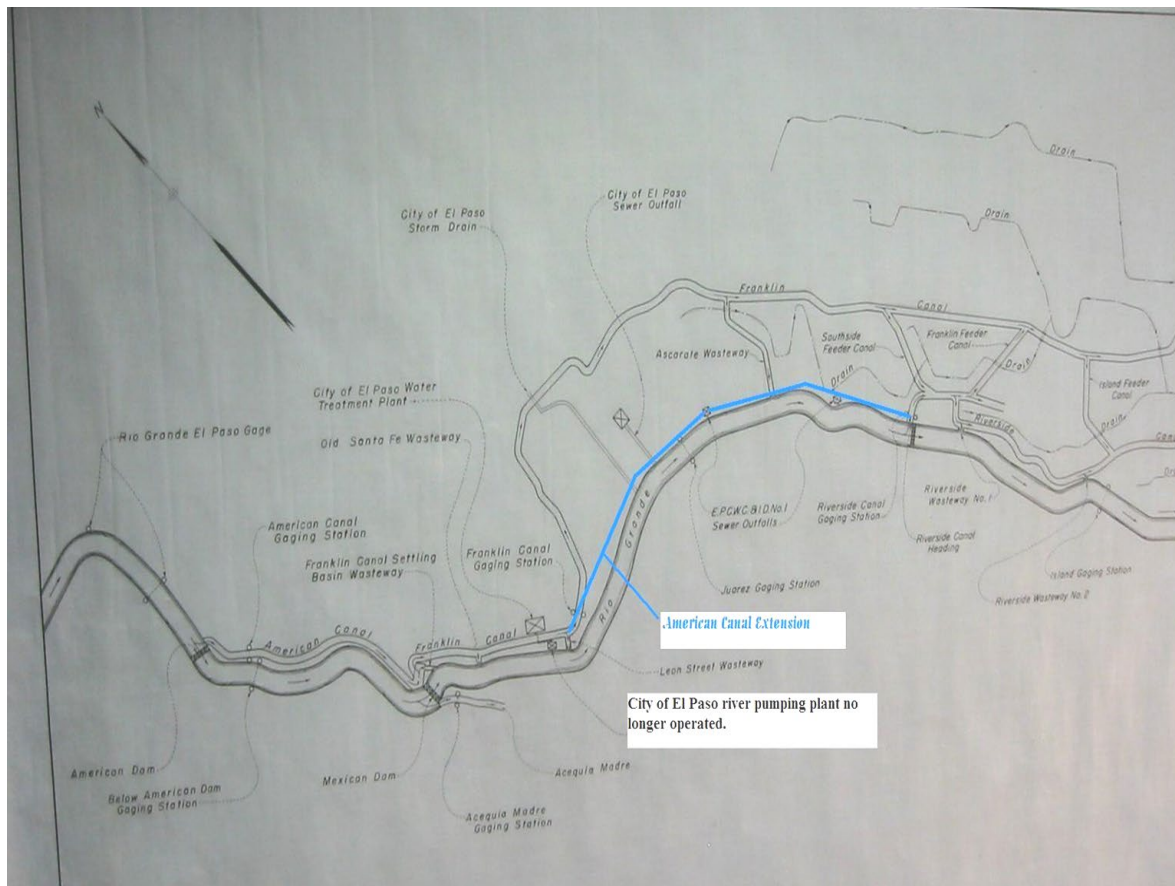 N
City of El Paso
Storm Drain
City of El Paso
Sewer Outfall
Drain
Drain
Franklin
Canal
Ascarate Wasteway
Southside
Feeder Canal
Franklin Feeder
Canal
Drain
Drain
Island Feeder
Canal
Drain
Riverside
City of El Paso Water
Treatment Plant
Old Santa Fe Wasteway
Rio Grande El Paso Gage
American Canal
Gaging Station
Franklin Canal Settling
Basin Wasteway
Franklin Canal
Gaging Station
American Canal
Franklin Canal
Rio Grande
E.P.C.W.C. & I.D. No. 1
Sewer Outfalls
Riverside Canal
Gaging Station
Riverside
Wasteway No. 1
Riverside Canal
Heading
Island Gaging Station
Riverside Wasteway No. 2
Juarez Gaging Station
American Canal Extension
Leon Street Wasteway
City of El Paso river pumping plant no
longer operated.
American Dam
Below American Dam
Gaging Station
Mexican Dam
Acequia Madre
Acequia Madre
Gaging Station